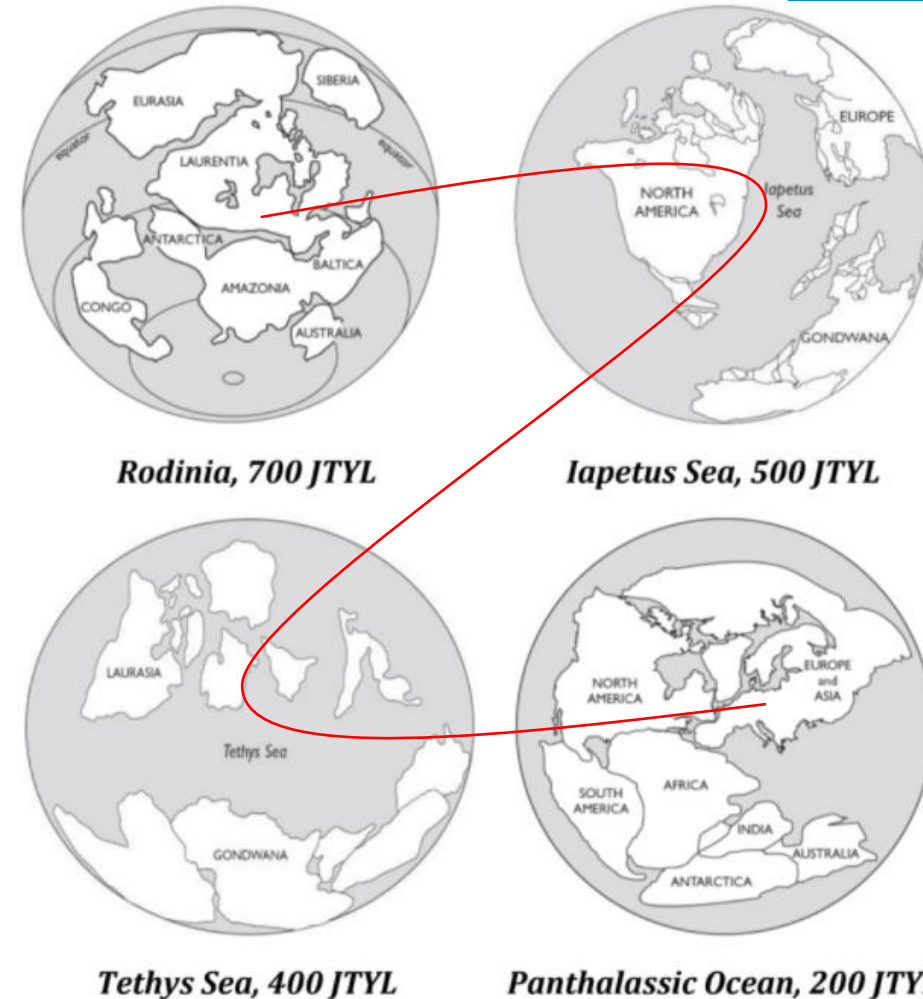 SIBERIA
EURASIA
equator
equator
LAURENTIA
ANTARCTICA
BALTICA
AMAZONIA
CONGO
AUSTRALIA
Rodinia, 700 JTYL
EUROPE
NORTH
AMERICA
Iapetus
Sea
GONDWANA
Iapetus Sea, 500 JTYL
LAURASIA
Tethys Sea
GONDWANA
Tethys Sea, 400 JTYL
NORTH
AMERICA
EUROPE
and
ASIA
AFRICA
SOUTH
AMERICA
INDIA
AUSTRALIA
ANTARCTICA
Panthalassic Ocean, 200 JTY